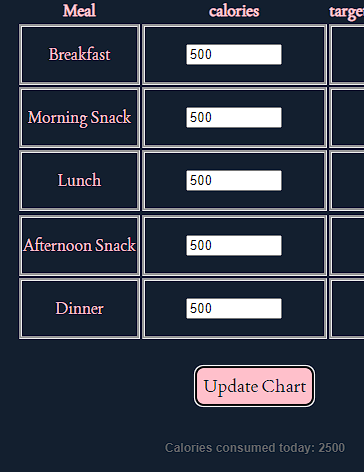 Meal calories targe
Breakfast 500
Morning Snack 500
Lunch 500
Afternoon Snack 500
Dinner 500
Update Chart
Calories consumed today: 2500